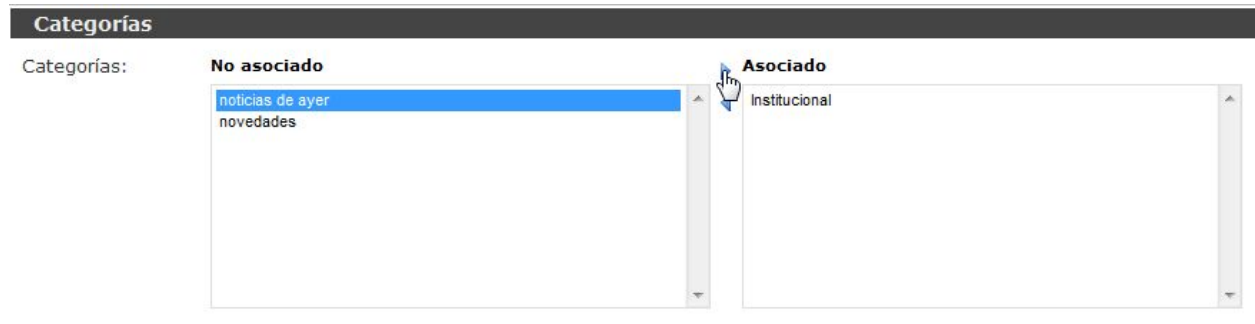 Categorías
Categorías:
No asociado
Asociado
noticias de ayer
novedades
Institucional